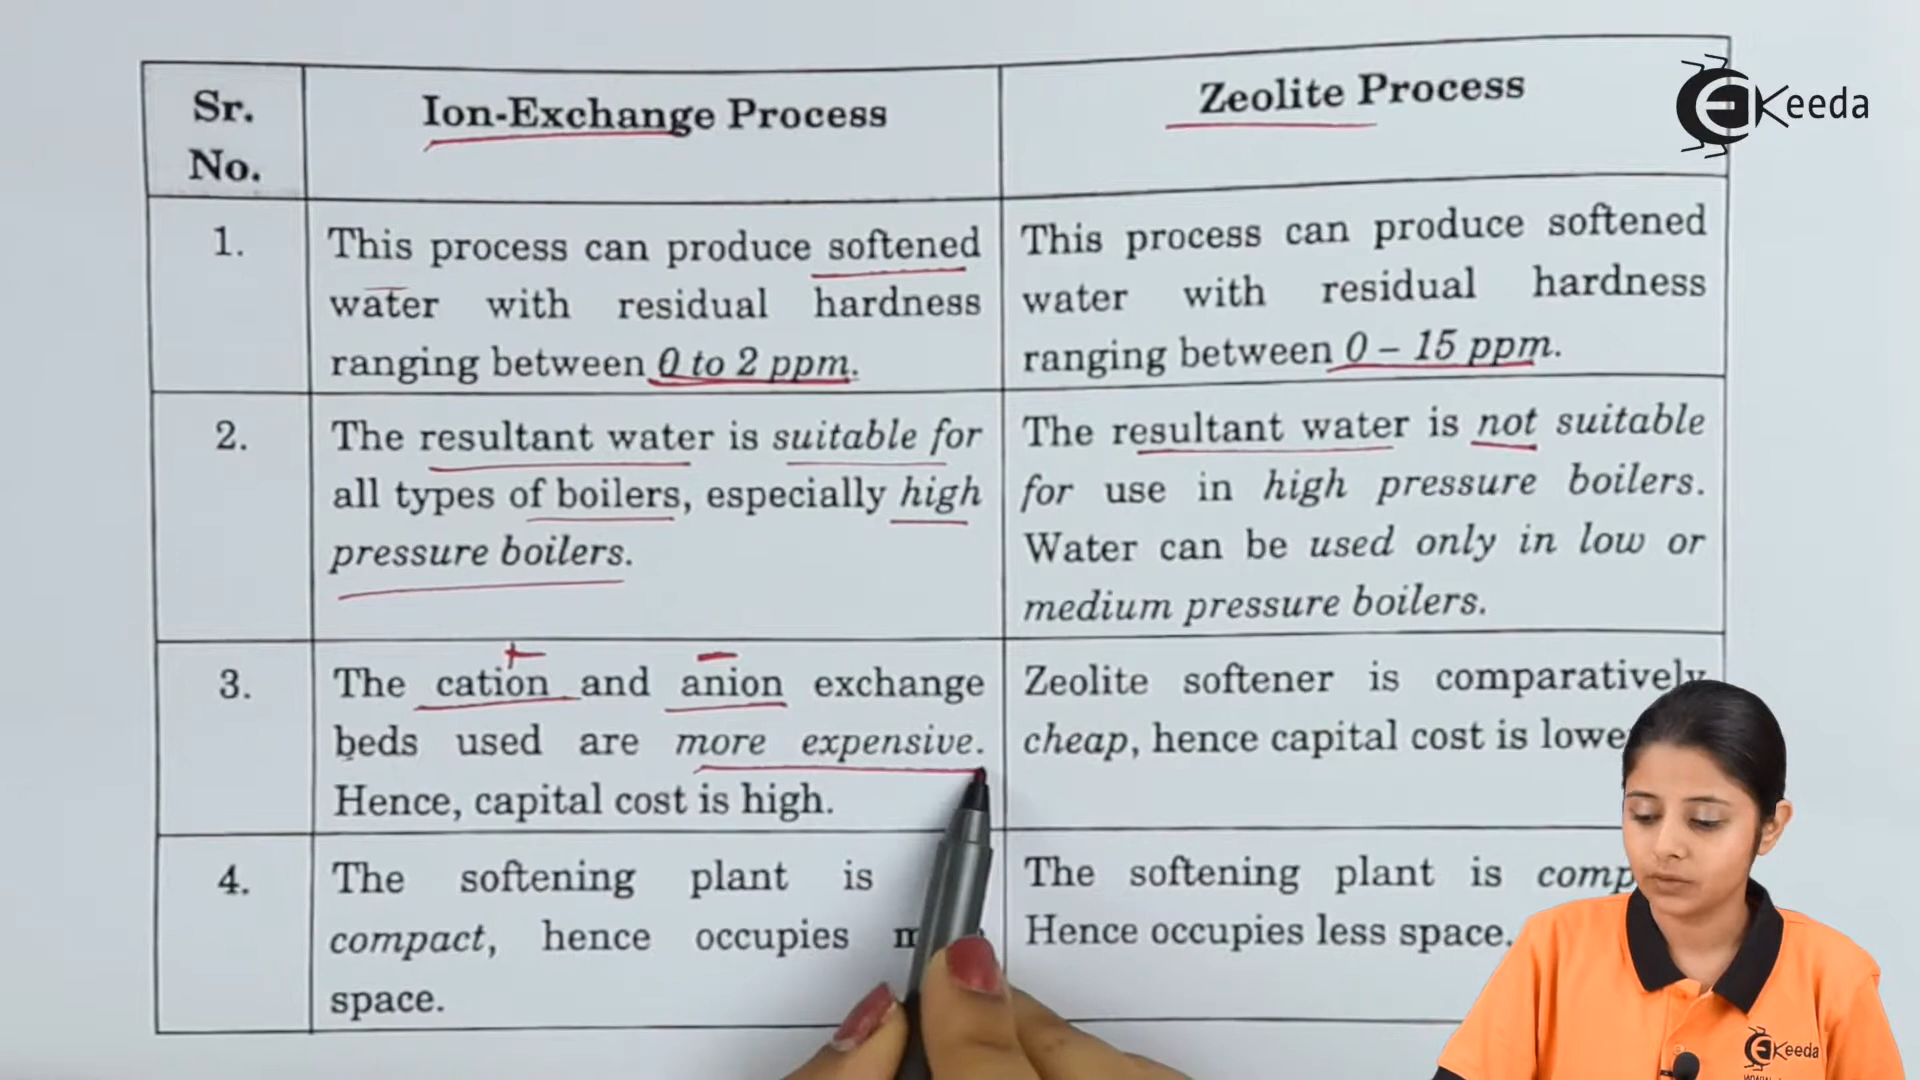 Sr.
No.
Ion-Exchange Process
Zeolite Process
Keeda
1.
This process can produce softened
water with residual hardness
ranging between 0 to 2 ppm.
This process can produce softened
water with residual hardness
ranging between 0 – 15 ppm.
2.
The resultant water is suitable for
all types of boilers, especially high
pressure boilers.
The resultant water is not suitable
for use in high pressure boilers.
Water can be used only in low or
medium pressure boilers.
3.
The cation and anion exchange
beds used are more expensive.
Hence, capital cost is high.
+
–
Zeolite softener is comparatively
cheap, hence capital cost is
4.
The softening plant is
compact, hence occupies
space.
The softening plant is
Hence occupies less space.
Keeda